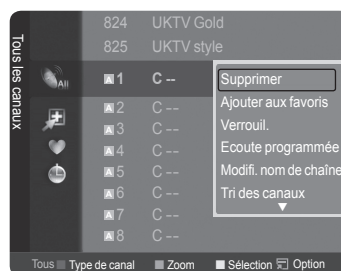 824 UKTV Gold
825 UKTV style
Tous les canaux
All
A 1 C --
A 2 C --
A 3 C --
A 4 C --
A 5 C --
A 6 C --
A 7 C --
A 8 C --
Supprimer
Ajouter aux favoris
Verrouil.
Ecoute programmée
Modifi. nom de chaîne
Tri des canaux
Tous Type de canal Zoom Sélection Option